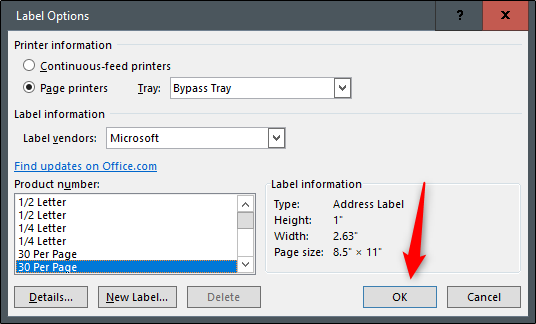 Label Options
?
X
Printer information
Continuous-feed printers
Page printers Tray: Bypass Tray
Label information
Label vendors: Microsoft
Find updates on Office.com
Product number:
1/2 Letter
1/2 Letter
1/4 Letter
1/4 Letter
30 Per Page
30 Per Page
Label information
Type: Address Label
Height: 1"
Width: 2.63"
Page size: 8.5" × 11"
Details... New Label... Delete OK Cancel